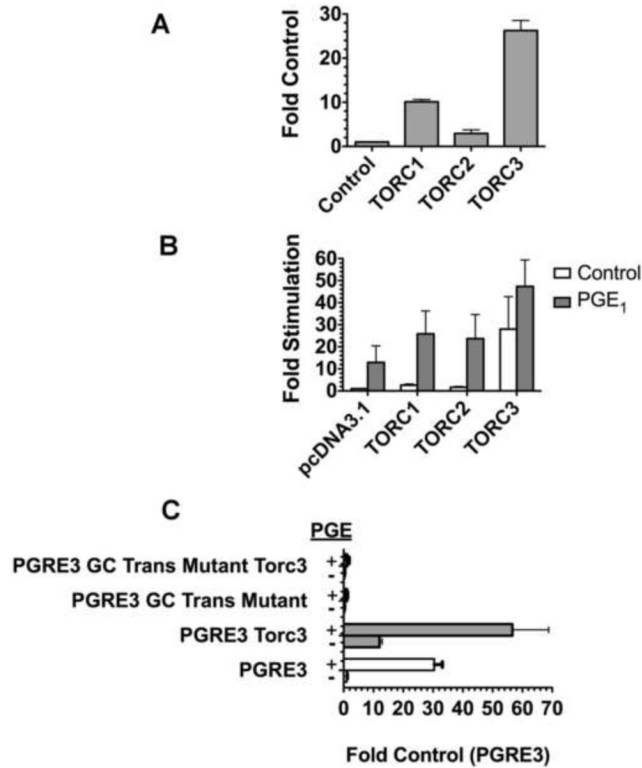 A
Fold Control
30
20
10
0
Control
TORC1
TORC2
TORC3
B
Fold Stimulation
60
50
40
30
20
10
0
pcDNA3.1
TORC1
TORC2
TORC3
Control
PGE1
C
PGE
PGRE3 GC Trans Mutant Torc3 +
-
PGRE3 GC Trans Mutant +
-
PGRE3 Torc3 +
-
PGRE3 +
-
0 10 20 30 40 50 60 70
Fold Control (PGRE3)